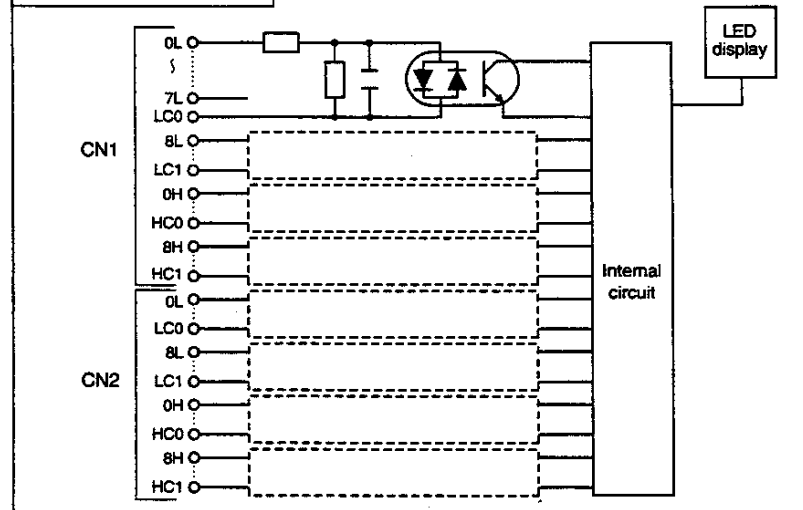 LED
display
0L
7L
LC0
CN1
8L
LC1
0H
HC0
8H
HC1
Internal
circuit
0L
LC0
8L
CN2
LC1
0H
HC0
8H
HC1